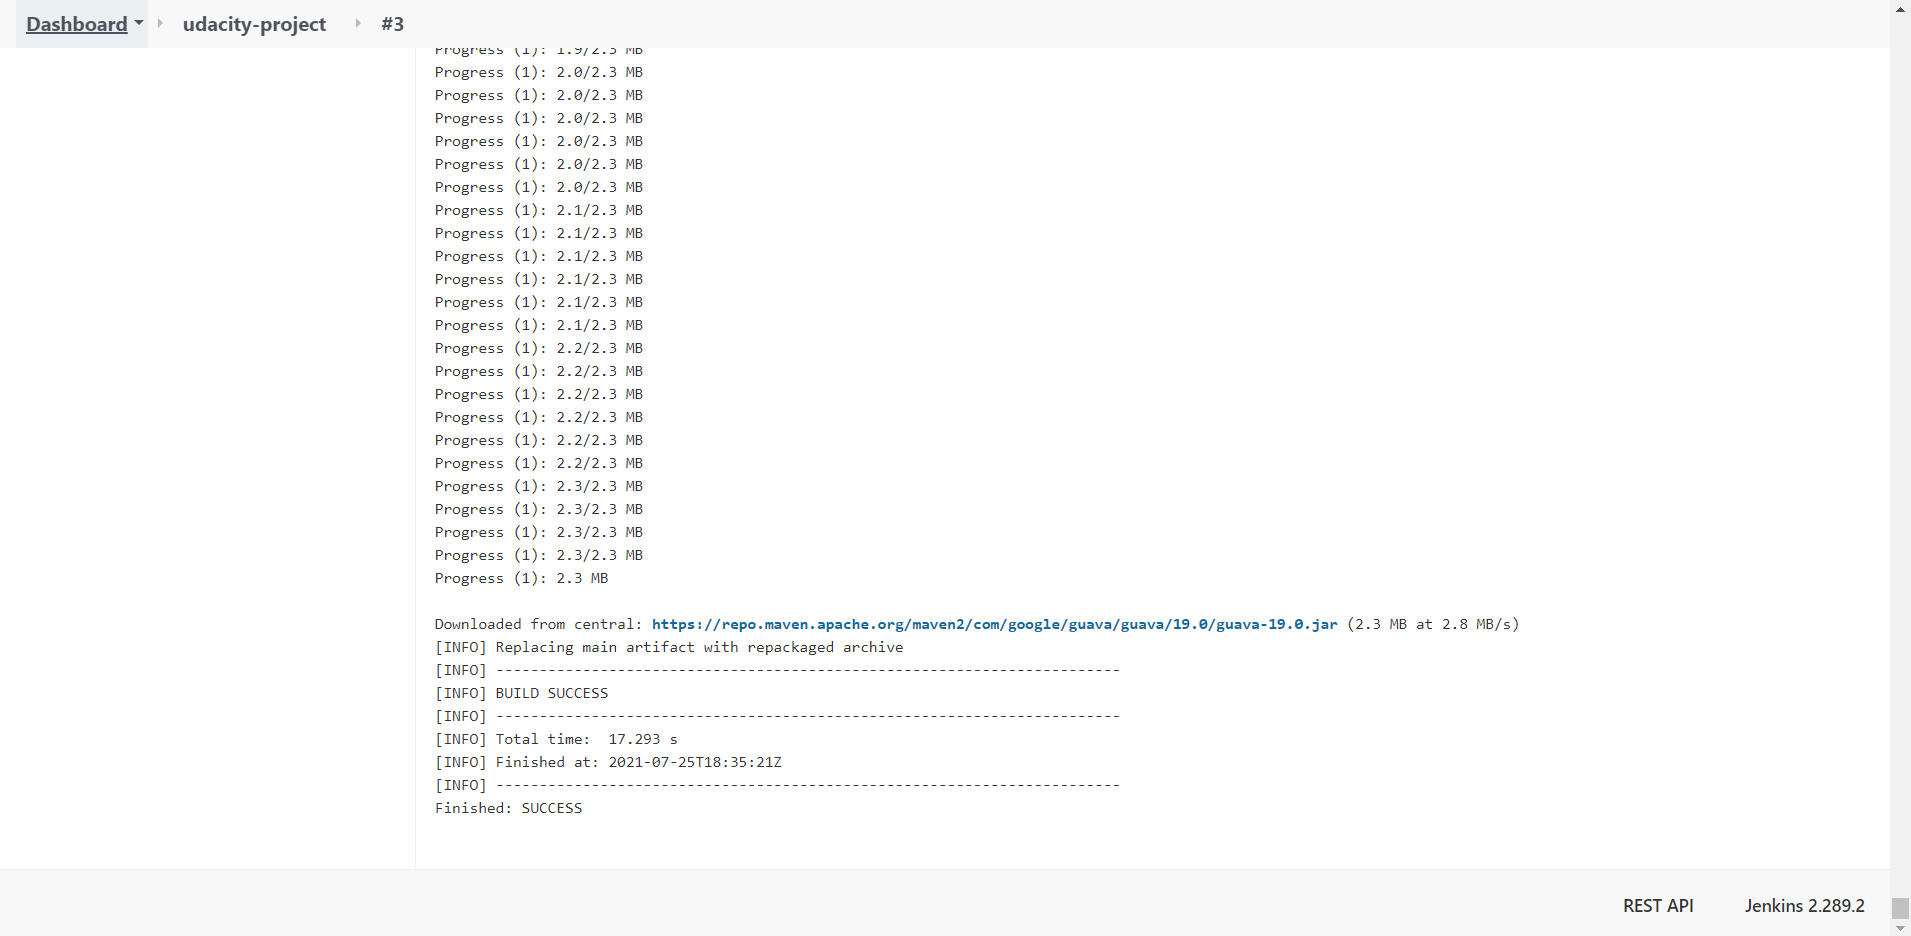 Dashboard udacity-project #3
Progress (1): 1.9/2.3 MB
Progress (1): 2.0/2.3 MB
Progress (1): 2.0/2.3 MB
Progress (1): 2.0/2.3 MB
Progress (1): 2.0/2.3 MB
Progress (1): 2.0/2.3 MB
Progress (1): 2.0/2.3 MB
Progress (1): 2.1/2.3 MB
Progress (1): 2.1/2.3 MB
Progress (1): 2.1/2.3 MB
Progress (1): 2.1/2.3 MB
Progress (1): 2.1/2.3 MB
Progress (1): 2.1/2.3 MB
Progress (1): 2.2/2.3 MB
Progress (1): 2.2/2.3 MB
Progress (1): 2.2/2.3 MB
Progress (1): 2.2/2.3 MB
Progress (1): 2.2/2.3 MB
Progress (1): 2.2/2.3 MB
Progress (1): 2.3/2.3 MB
Progress (1): 2.3/2.3 MB
Progress (1): 2.3/2.3 MB
Progress (1): 2.3/2.3 MB
Progress (1): 2.3 MB
Downloaded from central: https://repo.maven.apache.org/maven2/com/google/guava/guava/19.0/guava-19.0.jar (2.3 MB at 2.8 MB/s)
[INFO] Replacing main artifact with repackaged archive
[INFO] ------------------------------------------------------------------------
[INFO] BUILD SUCCESS
[INFO] ------------------------------------------------------------------------
[INFO] Total time:  17.293 s
[INFO] Finished at: 2021-07-25T18:35:21Z
[INFO] ------------------------------------------------------------------------
Finished: SUCCESS
REST API Jenkins 2.289.2